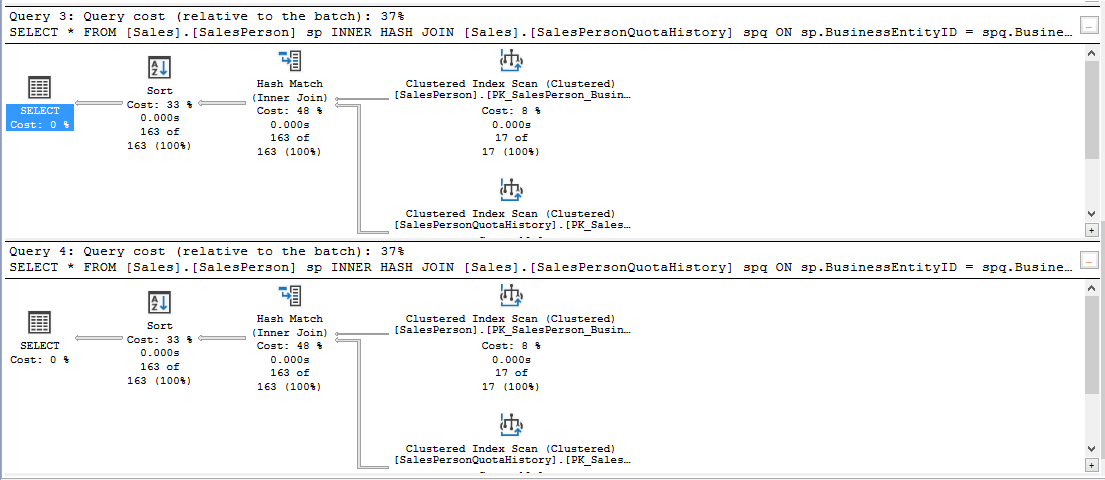 Query 3: Query cost (relative to the batch): 37%
SELECT * FROM [Sales].[SalesPerson] sp INNER HASH JOIN [Sales].[SalesPersonQuotaHistory] spq ON sp.BusinessEntityID = spq.Busine…
SELECT
Cost: 0 %
Sort
Cost: 33 %
0.000s
163 of
163 (100%)
Hash Match
(Inner Join)
Cost: 48 %
0.000s
163 of
163 (100%)
Clustered Index Scan (Clustered)
[SalesPerson].[PK_SalesPerson_Busin…
Cost: 8 %
0.000s
17 of
17 (100%)
Clustered Index Scan (Clustered)
[SalesPersonQuotaHistory].[PK_Sales…
Query 4: Query cost (relative to the batch): 37%
SELECT * FROM [Sales].[SalesPerson] sp INNER HASH JOIN [Sales].[SalesPersonQuotaHistory] spq ON sp.BusinessEntityID = spq.Busine…
SELECT
Cost: 0 %
Sort
Cost: 33 %
0.000s
163 of
163 (100%)
Hash Match
(Inner Join)
Cost: 48 %
0.000s
163 of
163 (100%)
Clustered Index Scan (Clustered)
[SalesPerson].[PK_SalesPerson_Busin…
Cost: 8 %
0.000s
17 of
17 (100%)
Clustered Index Scan (Clustered)
[SalesPersonQuotaHistory].[PK_Sales…